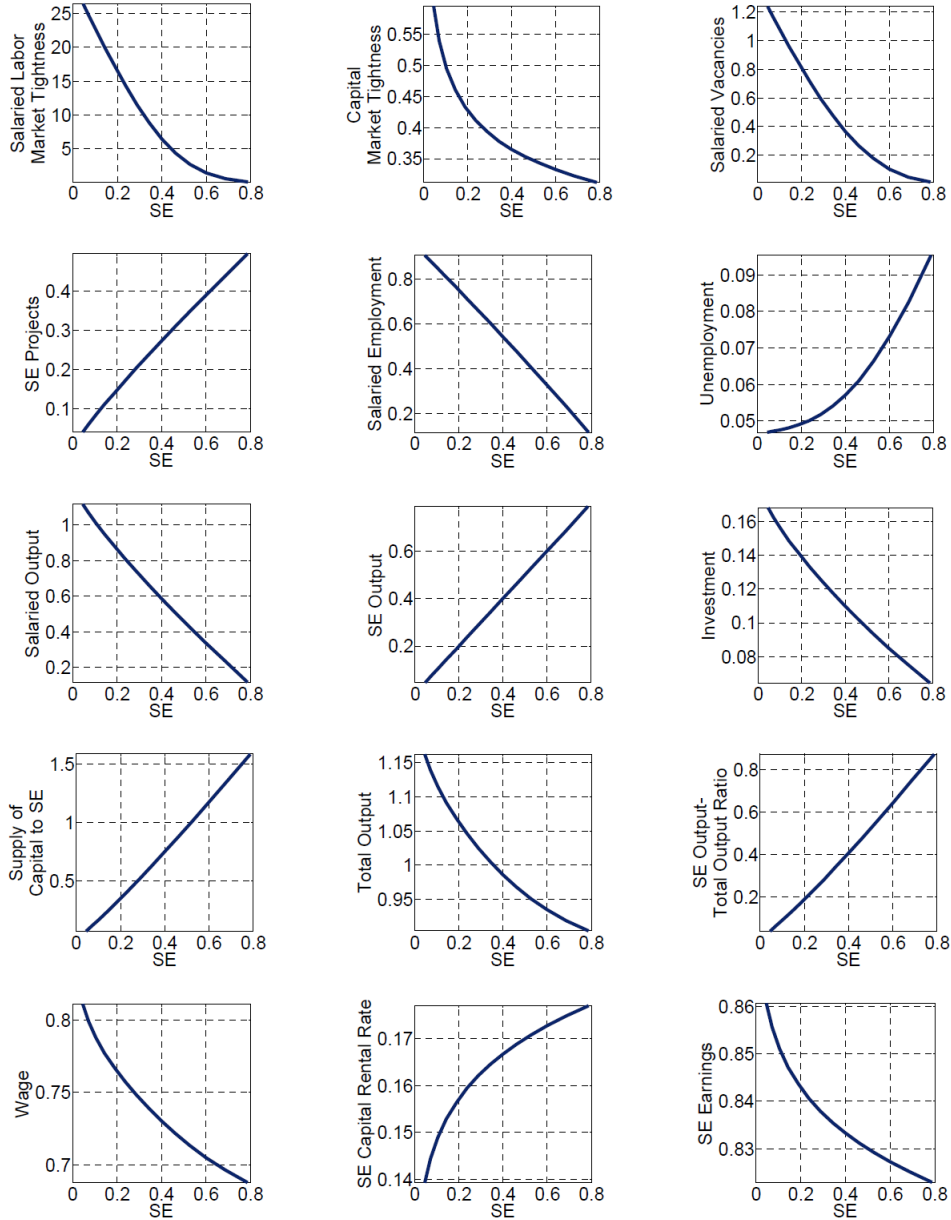 Salaried Labor
Market Tightness
25
20
15
10
5
0 0.2 0.4 0.6 0.8
SE
Capital
Market Tightness
0.55
0.5
0.45
0.4
0.35
0 0.2 0.4 0.6 0.8
SE
Salaried Vacancies
1.2
1
0.8
0.6
0.4
0.2
0 0.2 0.4 0.6 0.8
SE
SE Projects
0.4
0.3
0.2
0.1
0 0.2 0.4 0.6 0.8
SE
Salaried Employment
0.8
0.6
0.4
0.2
0 0.2 0.4 0.6 0.8
SE
Unemployment
0.09
0.08
0.07
0.06
0.05
0 0.2 0.4 0.6 0.8
SE
Salaried Output
1
0.8
0.6
0.4
0.2
0 0.2 0.4 0.6 0.8
SE
SE Output
0.6
0.4
0.2
0 0.2 0.4 0.6 0.8
SE
Investment
0.16
0.14
0.12
0.1
0.08
0 0.2 0.4 0.6 0.8
SE
Supply of
Capital to SE
1.5
1
0.5
0 0.2 0.4 0.6 0.8
SE
Total Output
1.15
1.1
1.05
1
0.95
0 0.2 0.4 0.6 0.8
SE
SE Output-
Total Output Ratio
0.8
0.6
0.4
0.2
0 0.2 0.4 0.6 0.8
SE
Wage
0.8
0.75
0.7
0 0.2 0.4 0.6 0.8
SE
SE Capital Rental Rate
0.17
0.16
0.15
0.14
0 0.2 0.4 0.6 0.8
SE
SE Earnings
0.86
0.85
0.84
0.83
0 0.2 0.4 0.6 0.8
SE